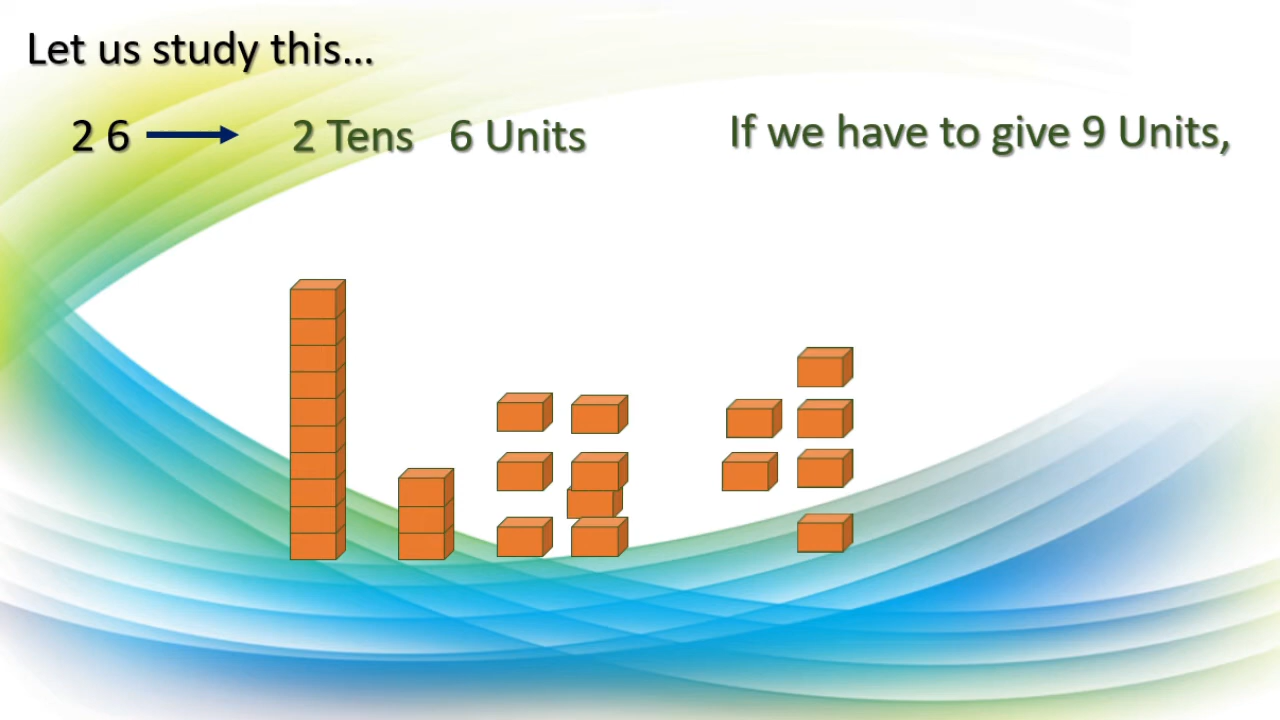 Let us study this...
2 6 2 Tens 6 Units
If we have to give 9 Units,